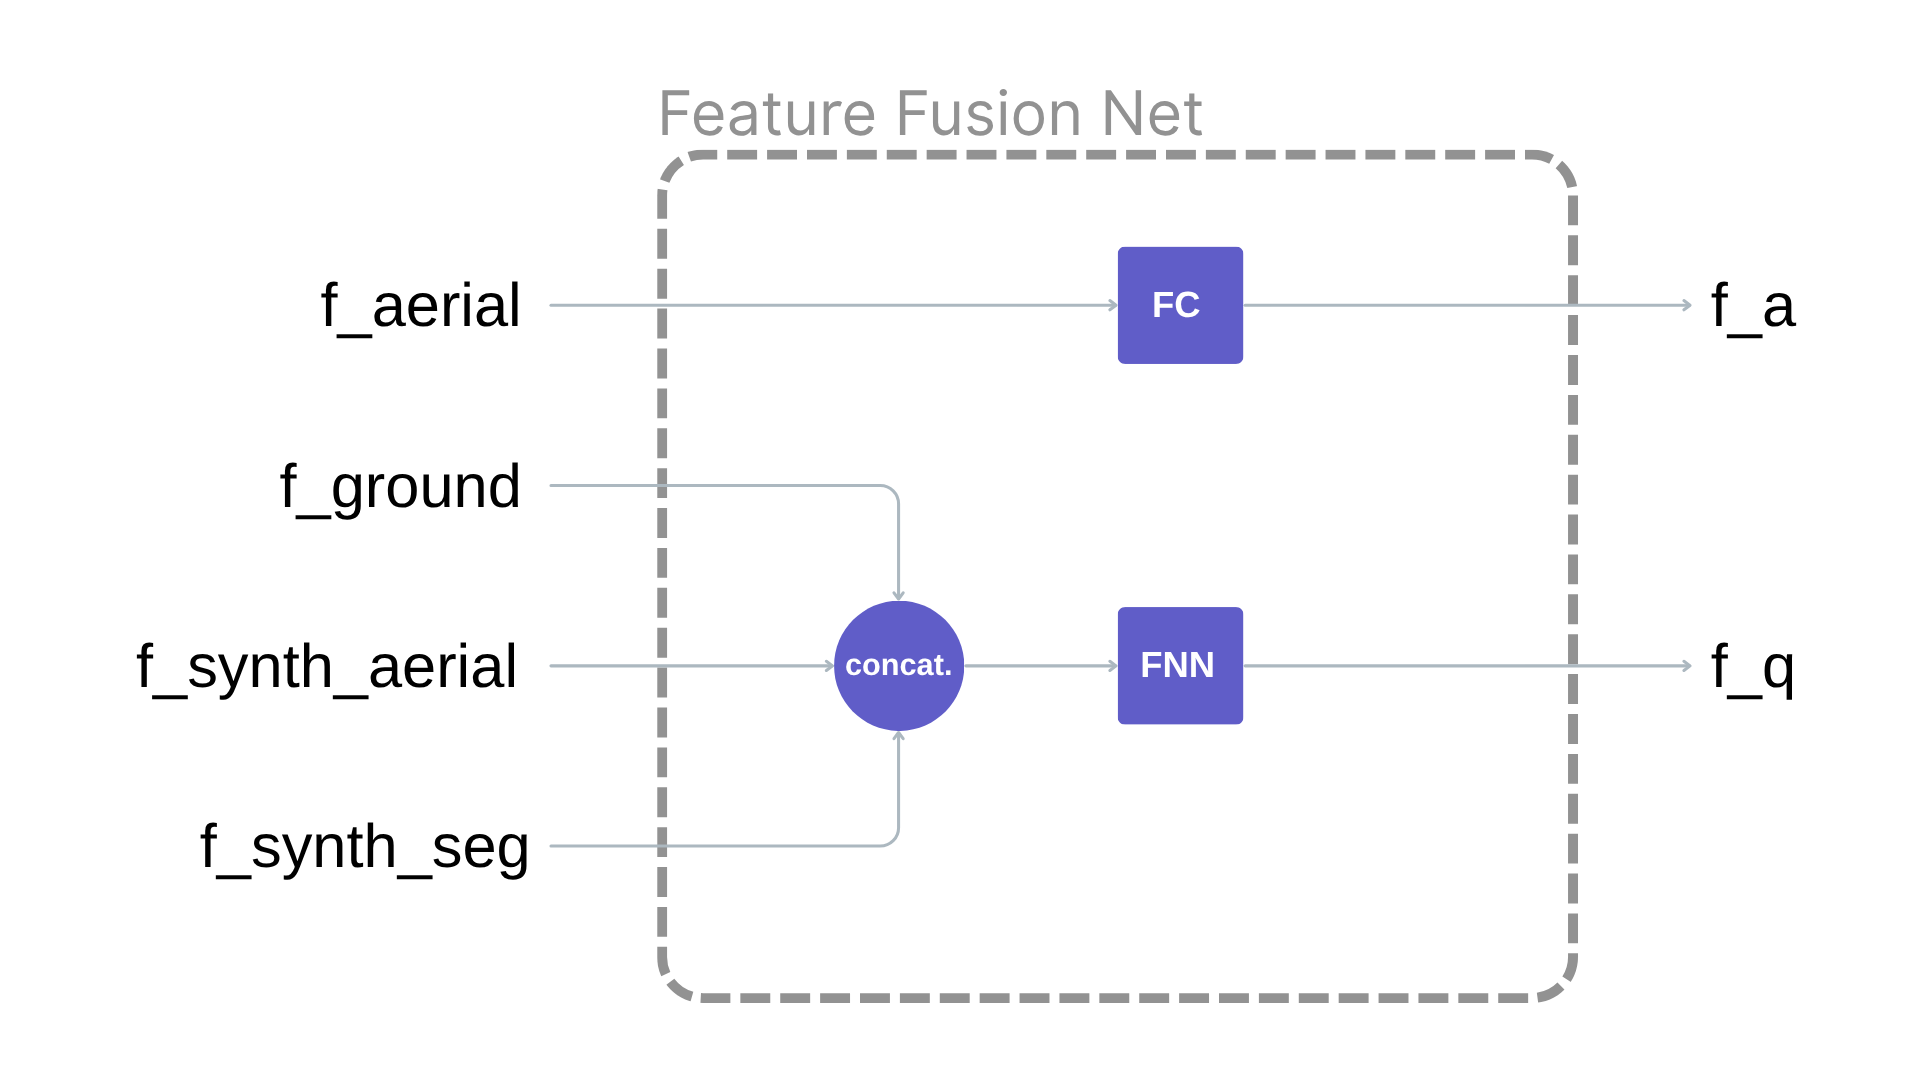 Feature Fusion Net
f_aerial
FC
f_a
f_ground
f_synth_aerial
concat.
FNN
f_q
f_synth_seg